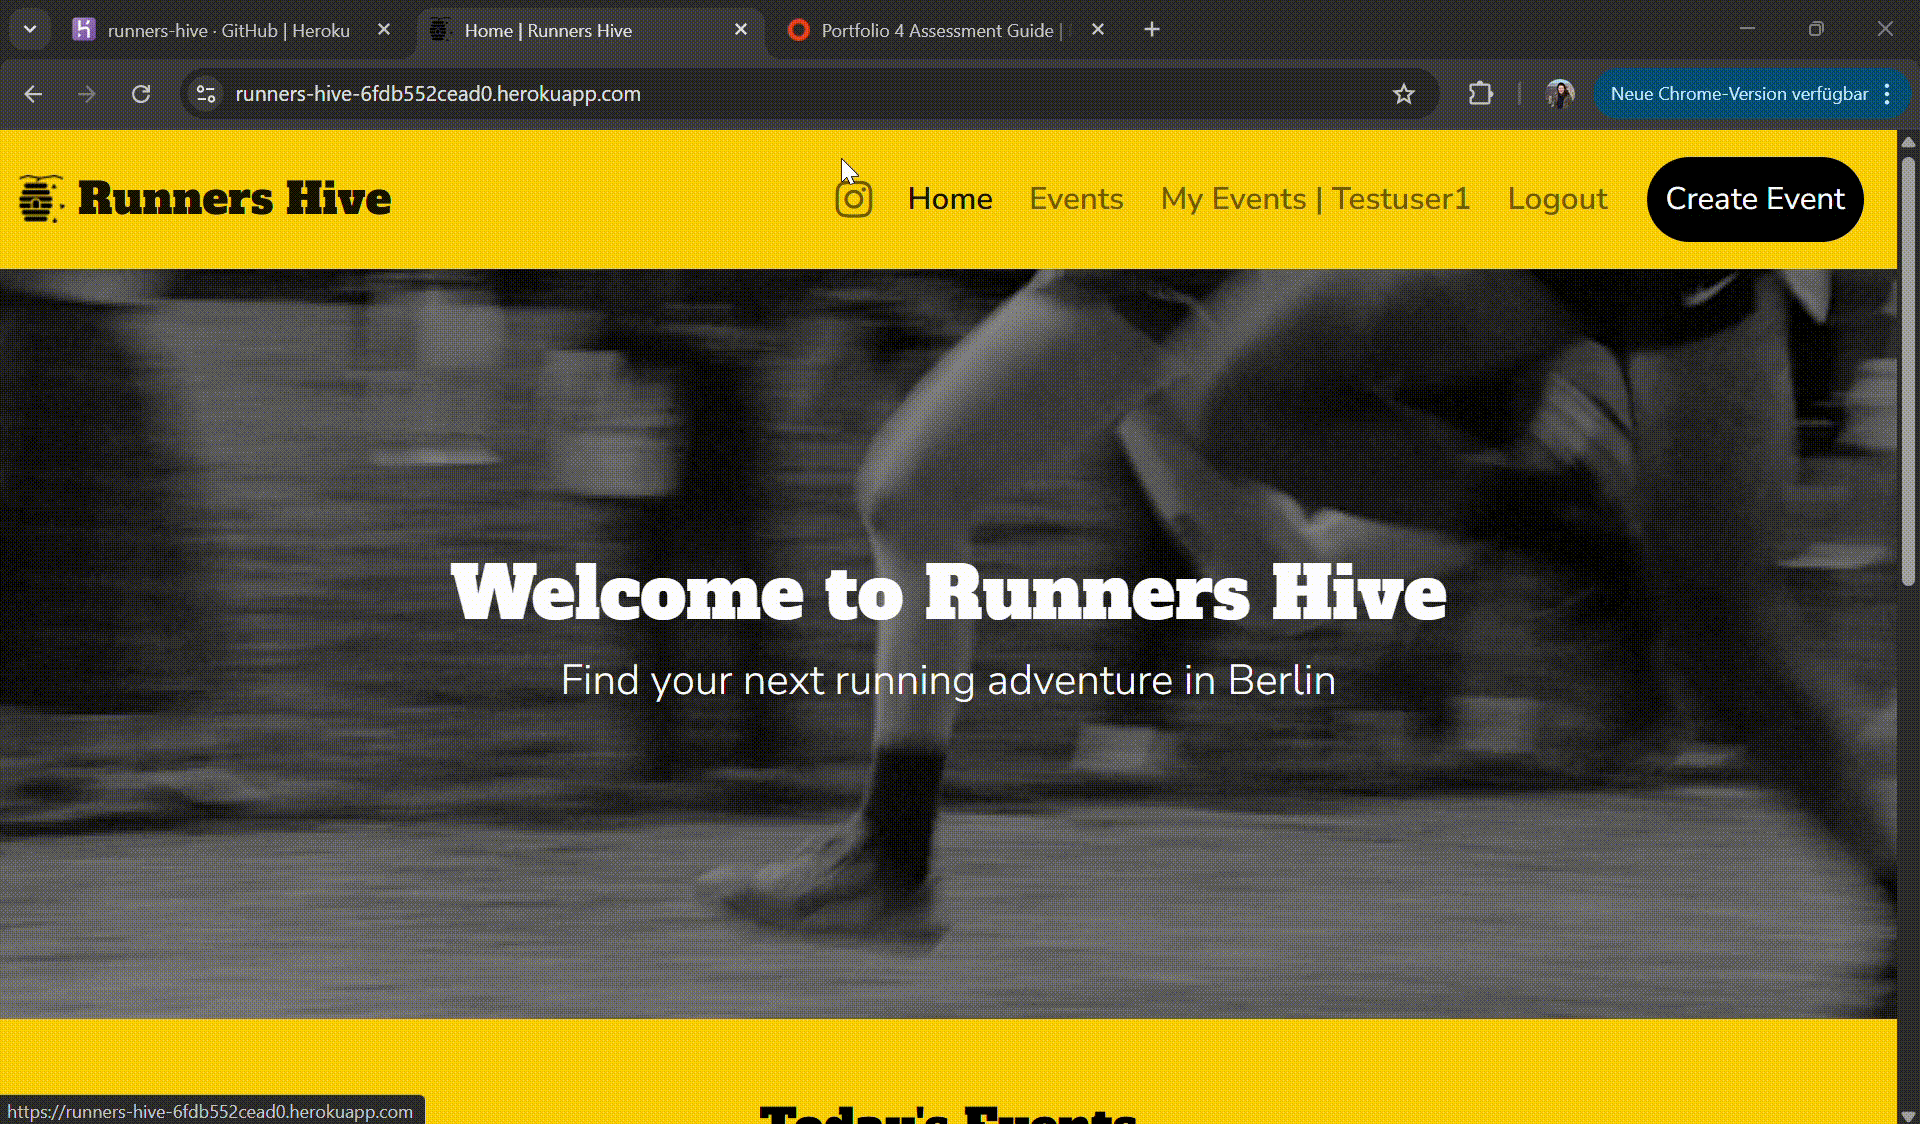 runners-hive · GitHub | Heroku
Home | Runners Hive
Portfolio 4 Assessment Guide |
runners-hive-6fdb552cead0.herokuapp.com
Neue Chrome-Version verfügbar
Runners Hive
Home
Events
My Events | Testuser1
Logout
Create Event
Welcome to Runners Hive
Find your next running adventure in Berlin
Today's Events
https://runners-hive-6fdb552cead0.herokuapp.com